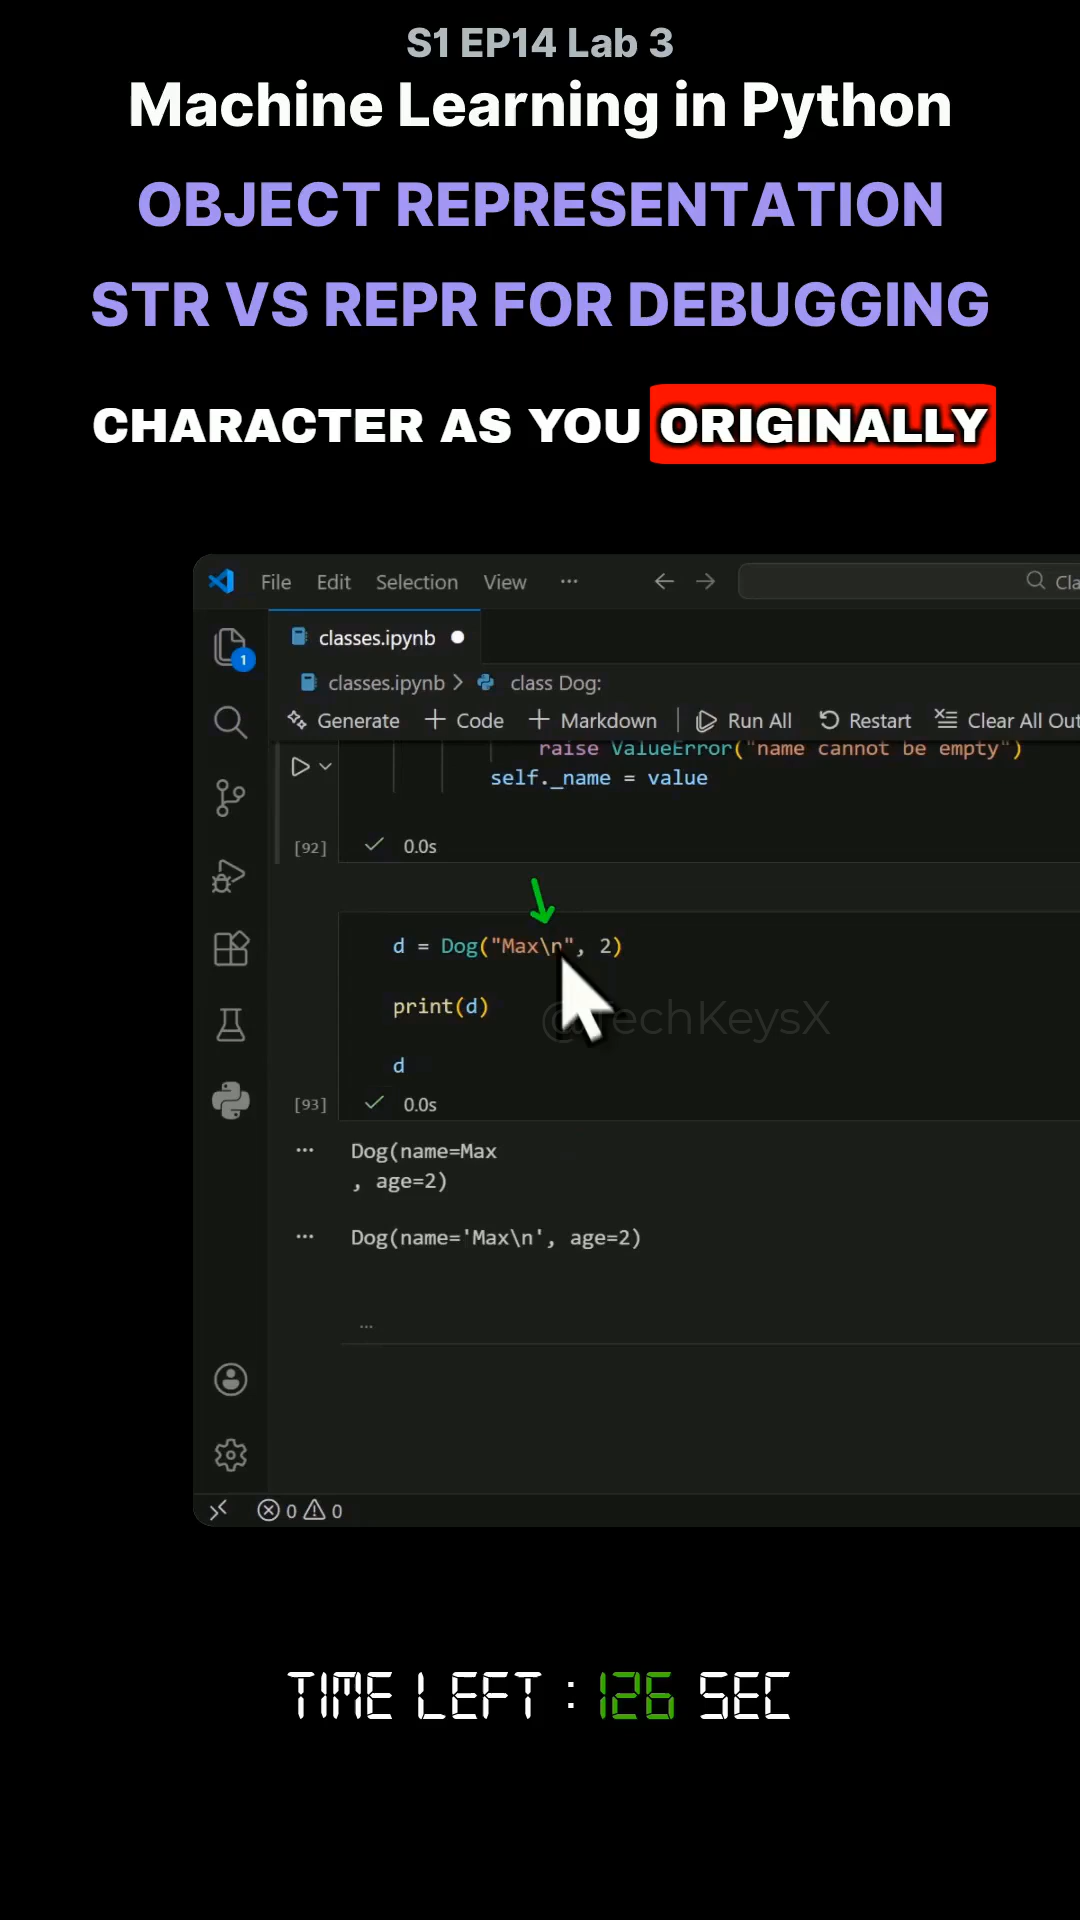 S1 EP14 Lab 3
Machine Learning in Python
OBJECT REPRESENTATION
STR VS REPR FOR DEBUGGING
CHARACTER AS YOU ORIGINALLY
File Edit Selection View ··· Cla
classes.ipynb
1
classes.ipynb > class Dog:
Generate + Code + Markdown Run All Restart Clear All Out
raise ValueError("name cannot be empty")
self._name = value
[92] 0.0s
d = Dog("Max\n", 2)
print(d)
@TechKeysX
d
[93] 0.0s
··· Dog(name=Max
, age=2)
··· Dog(name='Max\n', age=2)
...
0 0
TIME LEFT : 126 SEC